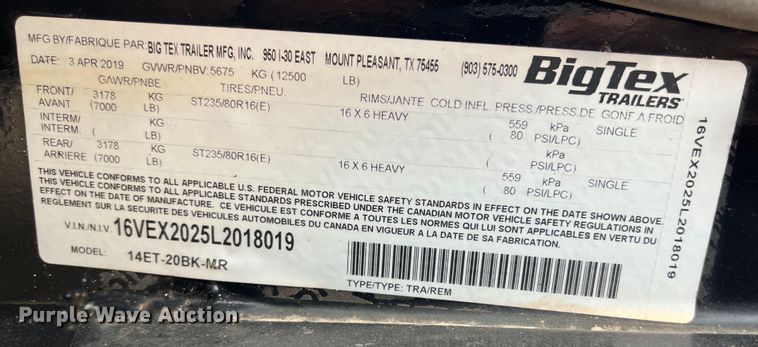 MFG BY/FABRIQUE PAR BIG TEX TRAILER MFG, INC. 950 I-30 EAST MOUNT PLEASANT, TX 75455 (903) 575-0300
BigTex
TRAILERS
DATE: 3 APR 2019 GVWR/PNBV: 5675 KG (12500 LB)
GAWR/PNBE TIRES/PNEU RIMS/JANTE COLD INFL. PRESS./PRESS.DE GONF A FROID
FRONT/ 3178 KG ST235/80R16(E) 16 X 6 HEAVY 559 kPa SINGLE
AVANT (7000 LB) ( 80 PSI/LPC)
INTERM/ KG
INTERM. ( LB)
REAR/ 3178 KG ST235/80R16(E) 16 X 6 HEAVY 559 kPa SINGLE
ARRIERE (7000 LB) ( 80 PSI/LPC)
THIS VEHICLE CONFORMS TO ALL APPLICABLE U.S. FEDERAL MOTOR VEHICLE SAFETY STANDARDS IN EFFECT ON THE DATE OF MANUFACTURE. THIS VEHICLE CONFORMS
TO ALL APPLICABLE STANDARDS PRESCRIBED UNDER THE CANADIAN MOTOR VEHICLE SAFETY REGULATIONS IN
EFFECT ON THE DATE OF MANUFACTURE. CE VEHICULE EST CONFORME A TOUTES LES NORMES QUI LUI SONT APPLICABLES EN VERTU DU
REGLEMENT SUR LA SECURITE DES VEHICULES AUTOMOBILES DU CANADA EN VIGUEUR A LA DATE DE SA FABRICATION
V.I.N./N.I.V. 16VEX2025L2018019
MODEL: 14ET-20BK-MR
TYPE/TYPE: TRA/REM
16VEX2025L2018019
Purple Wave Auction